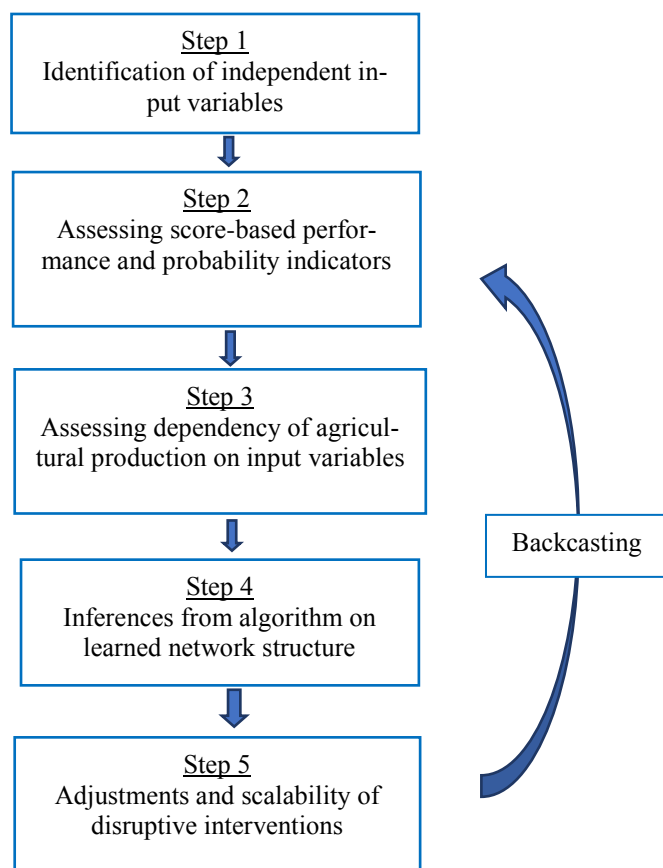 Step 1
Identification of independent in-
put variables
Step 2
Assessing score-based perfor-
mance and probability indicators
Step 3
Assessing dependency of agricul-
tural production on input variables
Backcasting
Step 4
Inferences from algorithm on
learned network structure
Step 5
Adjustments and scalability of
disruptive interventions